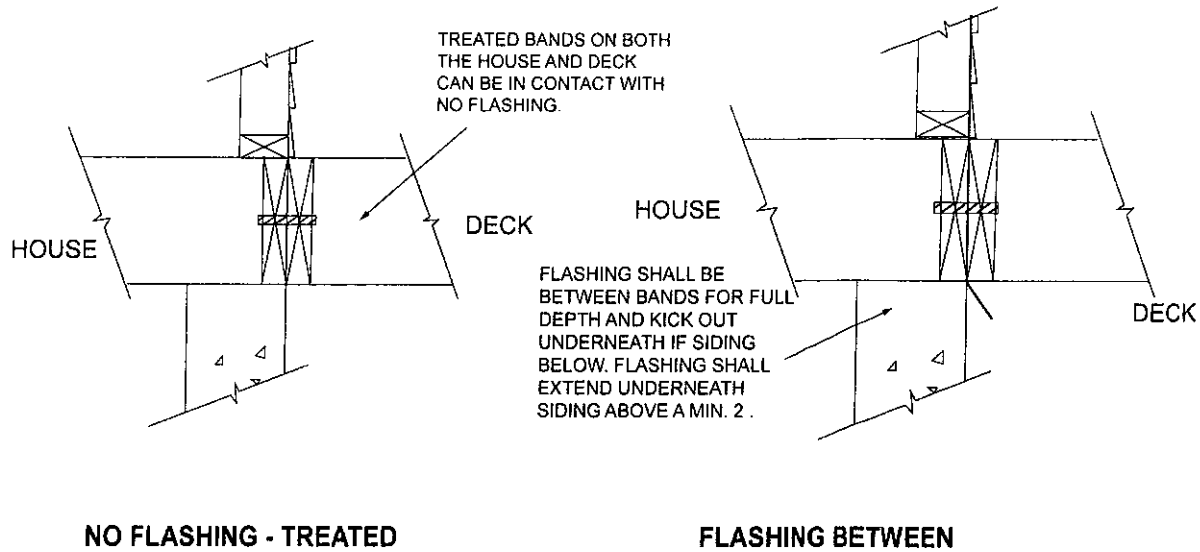 TREATED BANDS ON BOTH
THE HOUSE AND DECK
CAN BE IN CONTACT WITH
NO FLASHING.
HOUSE
DECK
NO FLASHING - TREATED
HOUSE
FLASHING SHALL BE
BETWEEN BANDS FOR FULL
DEPTH AND KICK OUT
UNDERNEATH IF SIDING
BELOW. FLASHING SHALL
EXTEND UNDERNEATH
SIDING ABOVE A MIN. 2 .
DECK
FLASHING BETWEEN